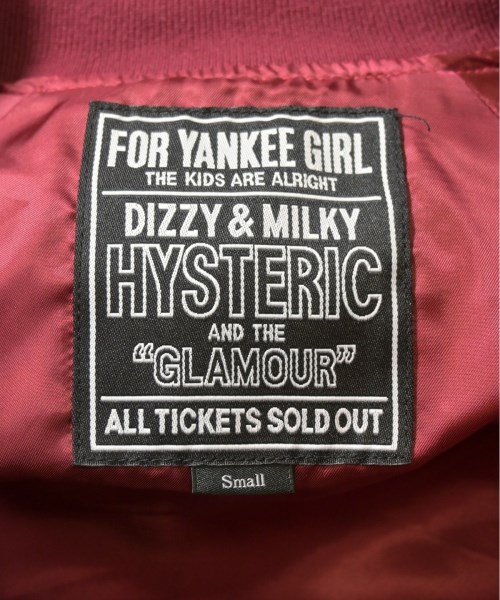 FOR YANKEE GIRL
THE KIDS ARE ALRIGHT
DIZZY & MILKY
HYSTERIC
AND THE
“GLAMOUR”
ALL TICKETS SOLD OUT
Small